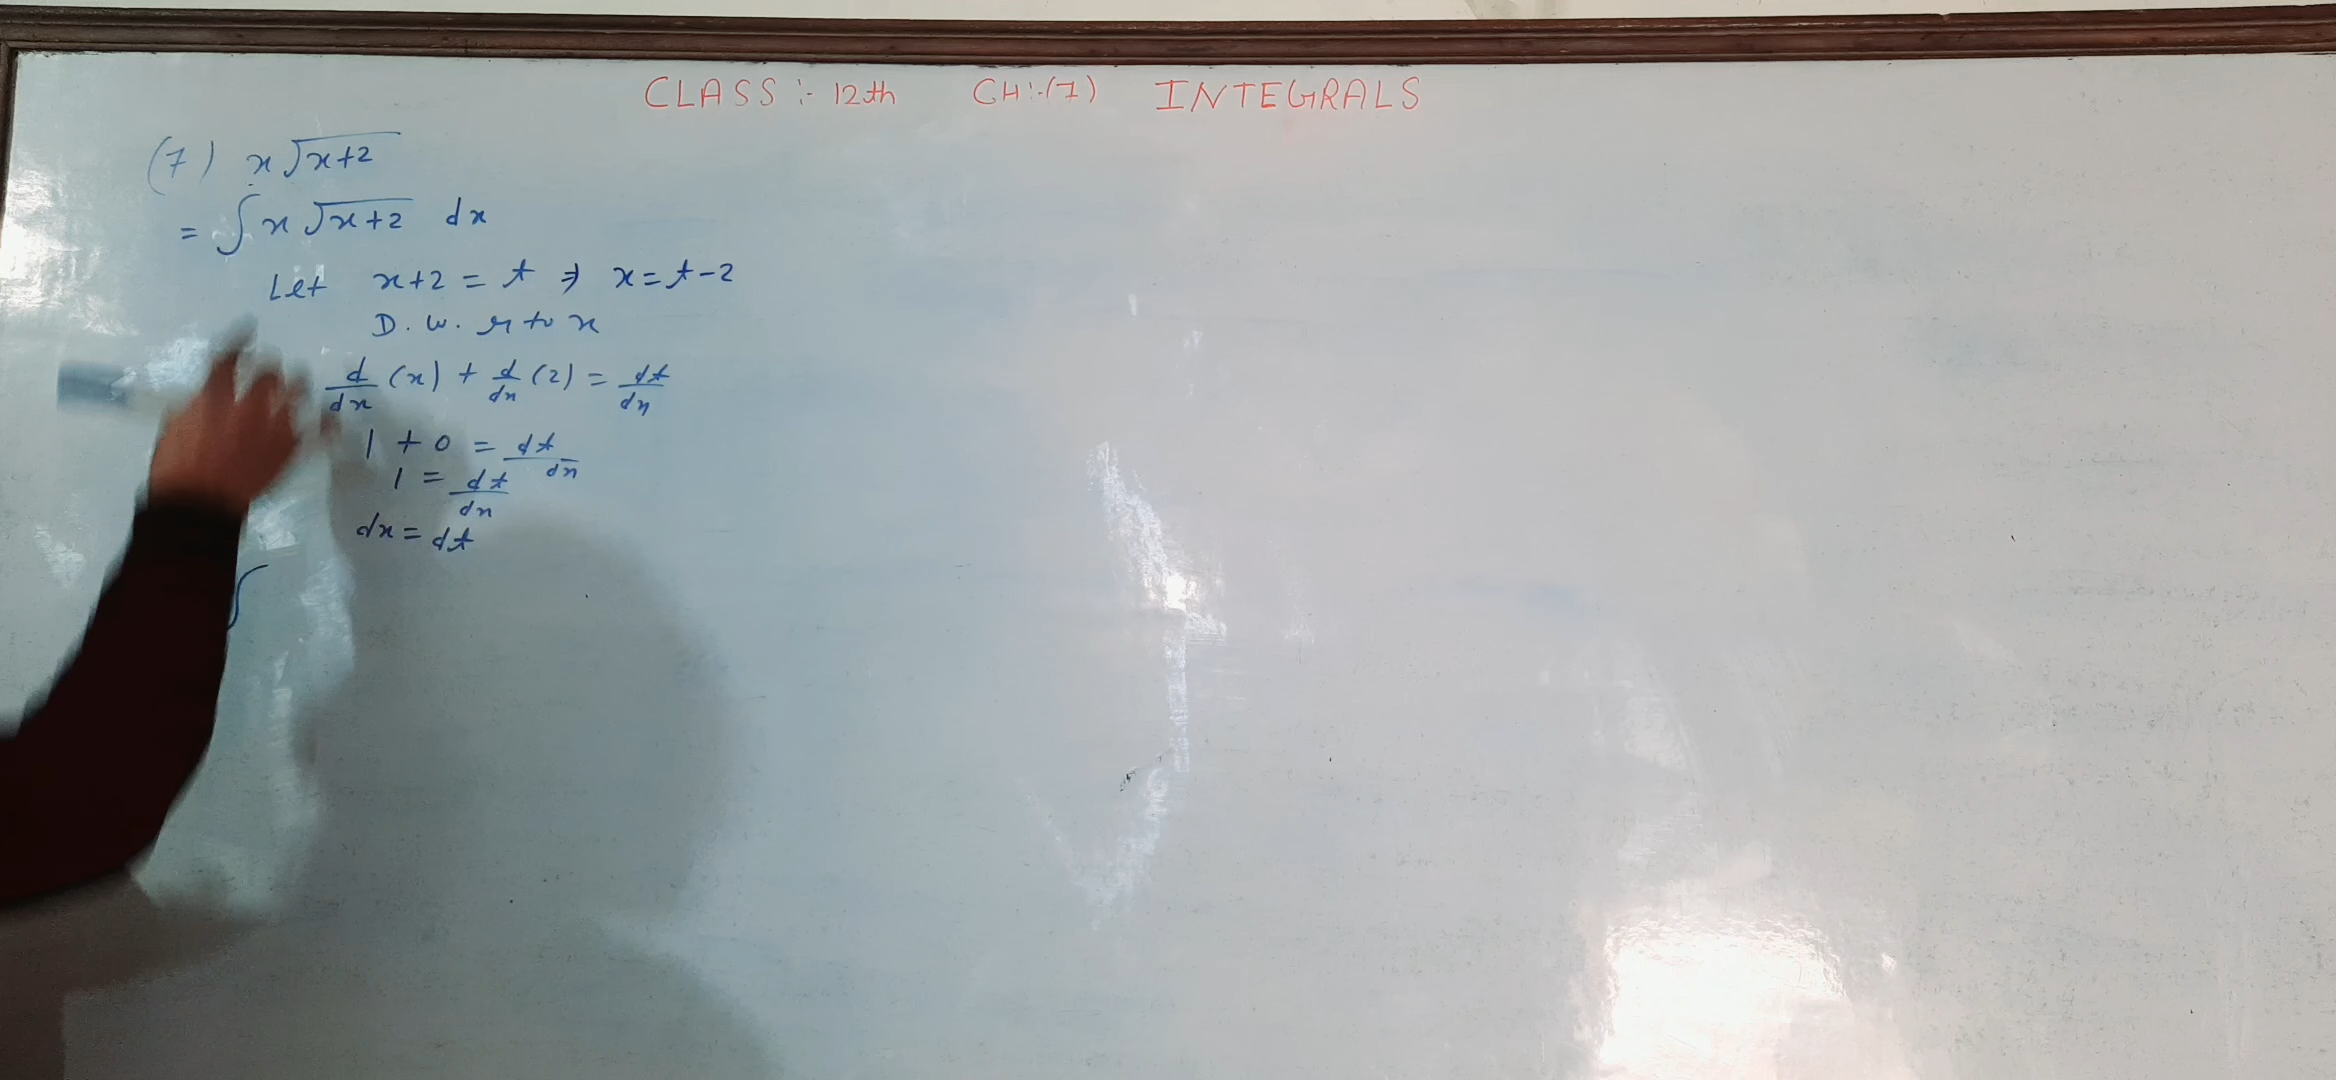 CLASS :- 12th CH:-(7) INTEGRALS
(7) x √x+2
= ∫ x √x+2 dx
Let x+2 = t ⇒ x = t-2
D. w. r to x
d/dx (x) + d/dx (2) = dt/dx
1 + 0 = dt/dx
1 = dt/dx
dx = dt
∫